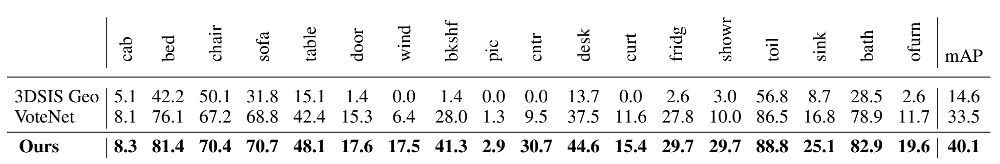 cab bed chair sofa table door wind bkshf pic cntr desk curt fridg showr toil sink bath ofurn mAP
3DSIS Geo 5.1 42.2 50.1 31.8 15.1 1.4 0.0 1.4 0.0 0.0 13.7 0.0 2.6 3.0 56.8 8.7 28.5 2.6 14.6
VoteNet 8.1 76.1 67.2 68.8 42.4 15.3 6.4 28.0 1.3 9.5 37.5 11.6 27.8 10.0 86.5 16.8 78.9 11.7 33.5
Ours 8.3 81.4 70.4 70.7 48.1 17.6 17.5 41.3 2.9 30.7 44.6 15.4 29.7 29.7 88.8 25.1 82.9 19.6 40.1